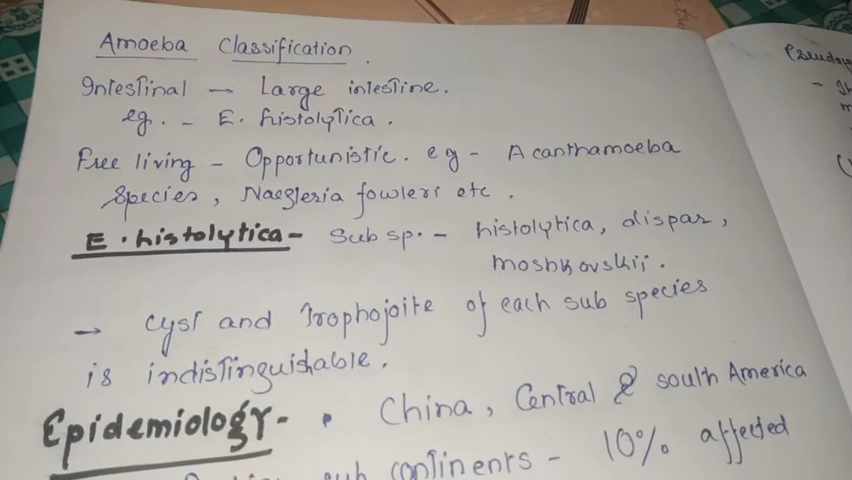 Amoeba Classification.
Intestinal — Large intestine.
eg. - E. histolytica.
Free living - Opportunistic. eg - Acanthamoeba
Species, Naegleria fowleri etc.
E. histolytica - Sub sp. - histolytica, dispar,
moshkovskii.
→ Cyst and Trophojoite of each sub species
is indistinguishable.
Epidemiology - • China, Central & south America
sub continents - 10% affected